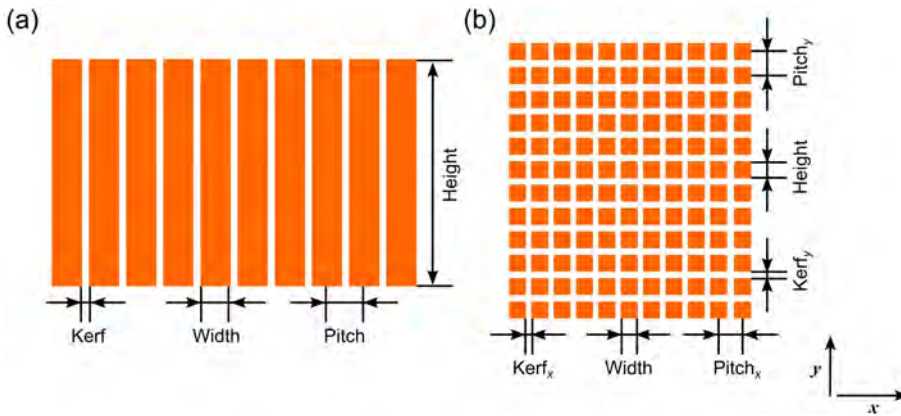 (a)
Height
Kerf
Width
Pitch
(b)
Pitchy
Height
Kerfy
Kerfx
Width
Pitchx
y
x